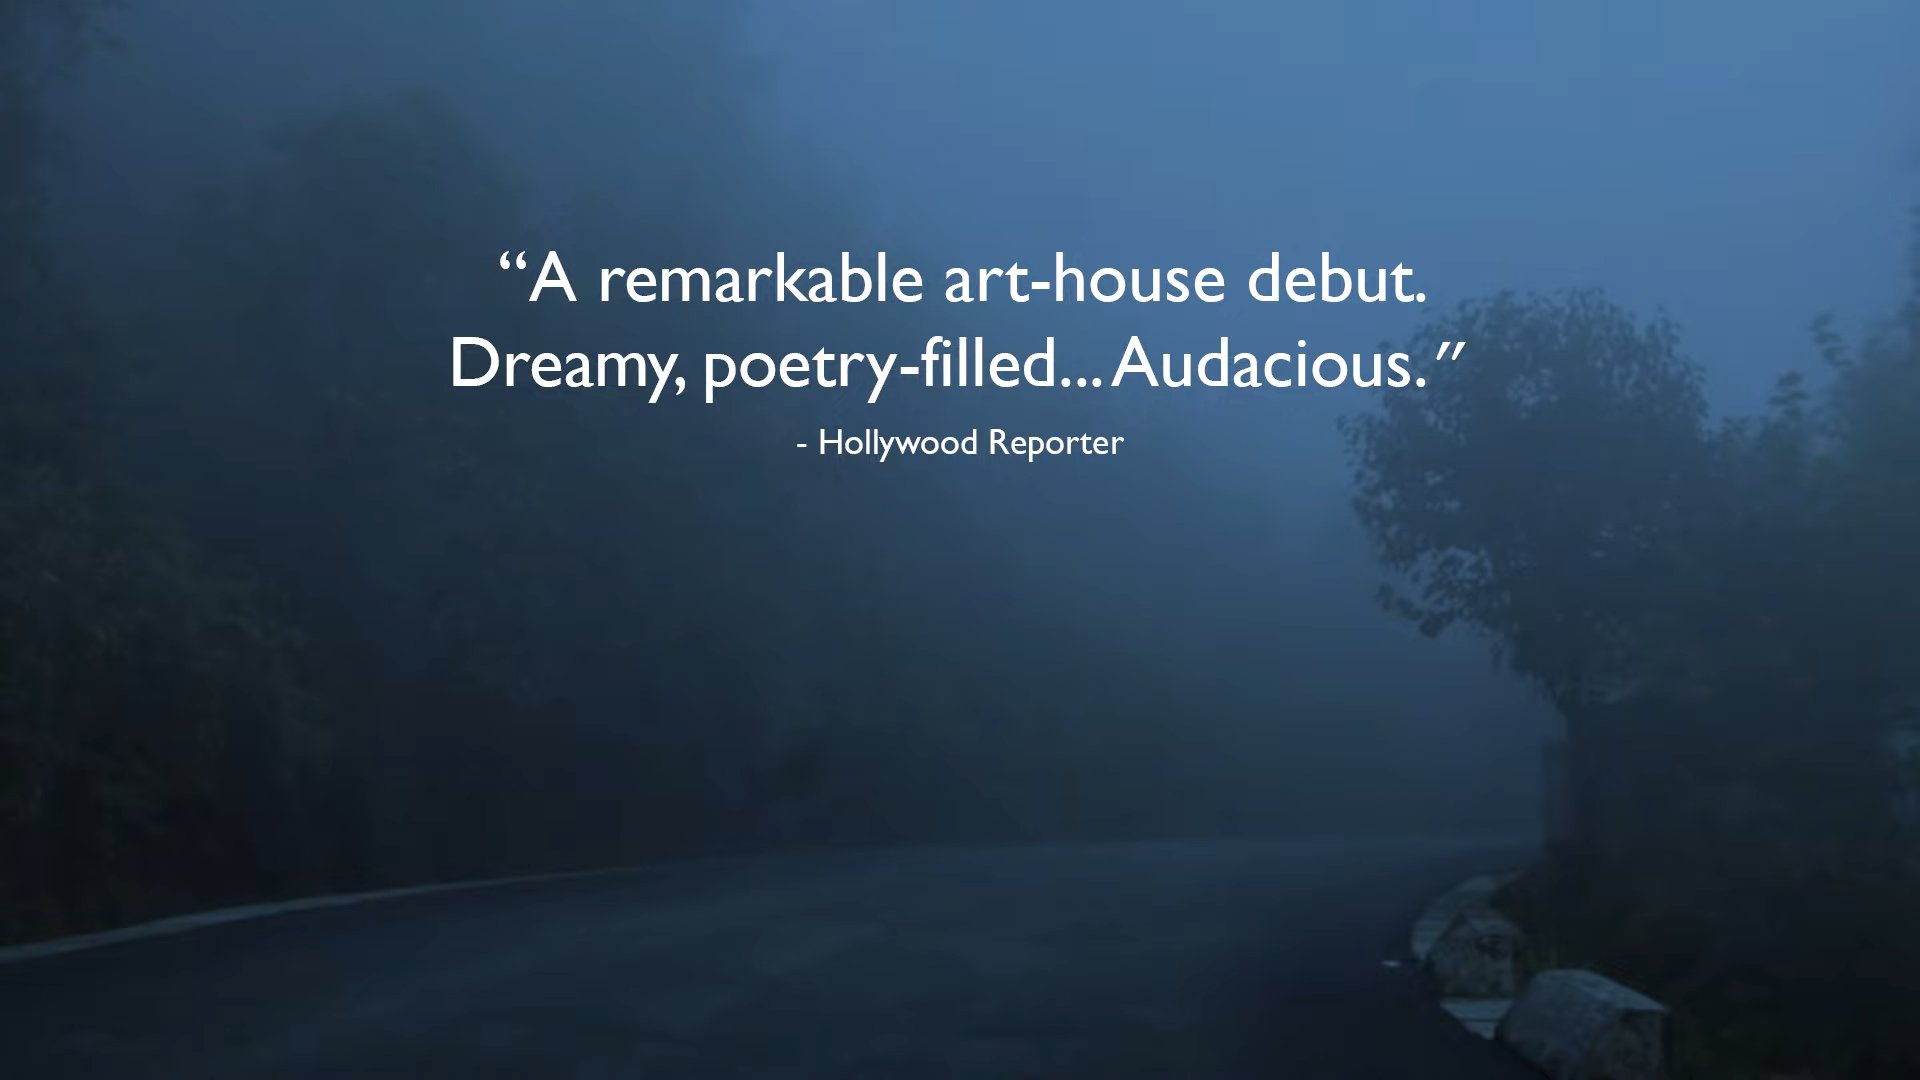 “A remarkable art-house debut.
Dreamy, poetry-filled... Audacious."
- Hollywood Reporter